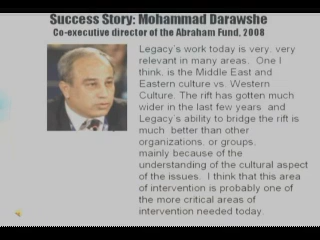 Success Story: Mohammad Darawshe
Co-executive director of the Abraham Fund, 2008
Legacy's work today is very, very
relevant in many areas.  One I
think, is the Middle East and
Eastern culture vs. Western
Culture. The rift has gotten much
wider in the last few years  and
Legacy's ability to bridge the rift is
much  better than other
organizations, or groups,
mainly because of the
understanding of the cultural aspect
of the issues.  I think that this area
of intervention is probably one of
the more critical areas of
intervention needed today.